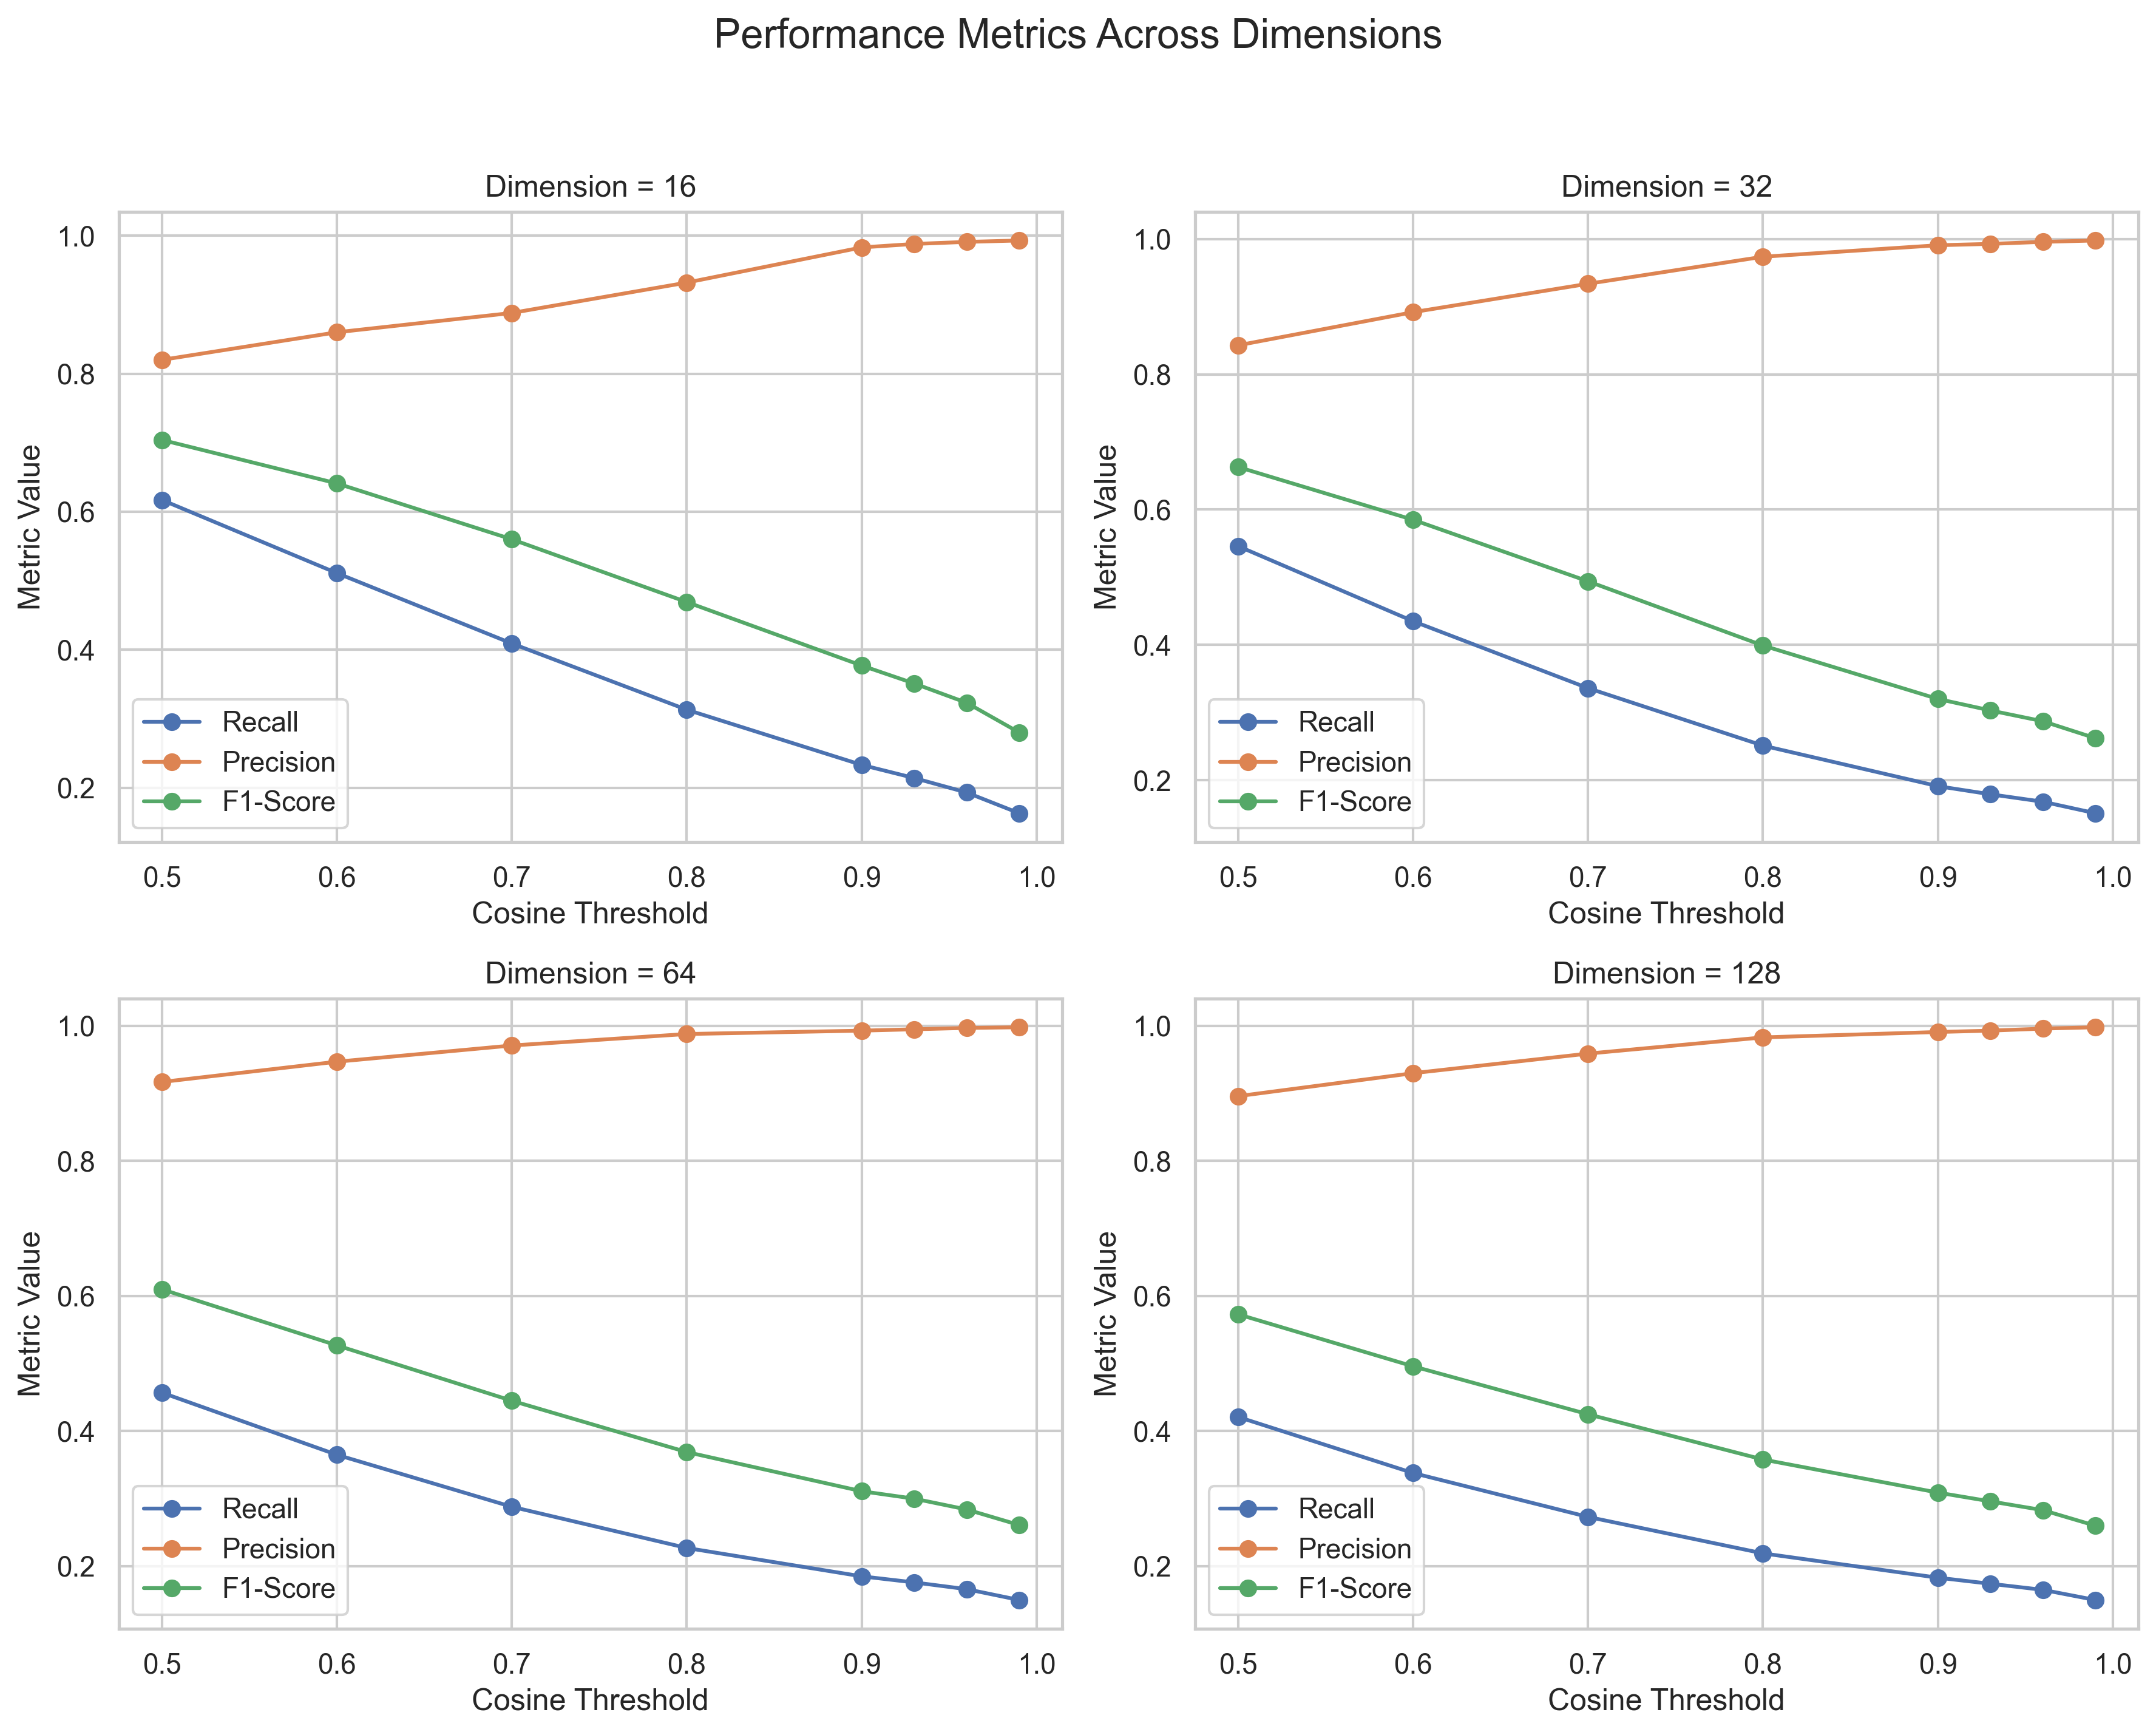 Performance Metrics Across Dimensions
Dimension = 16
1.0
0.8
0.6
0.4
0.2
Metric Value
Recall
Precision
F1-Score
0.5 0.6 0.7 0.8 0.9 1.0
Cosine Threshold
Dimension = 32
1.0
0.8
0.6
0.4
0.2
Metric Value
Recall
Precision
F1-Score
0.5 0.6 0.7 0.8 0.9 1.0
Cosine Threshold
Dimension = 64
1.0
0.8
0.6
0.4
0.2
Metric Value
Recall
Precision
F1-Score
0.5 0.6 0.7 0.8 0.9 1.0
Cosine Threshold
Dimension = 128
1.0
0.8
0.6
0.4
0.2
Metric Value
Recall
Precision
F1-Score
0.5 0.6 0.7 0.8 0.9 1.0
Cosine Threshold